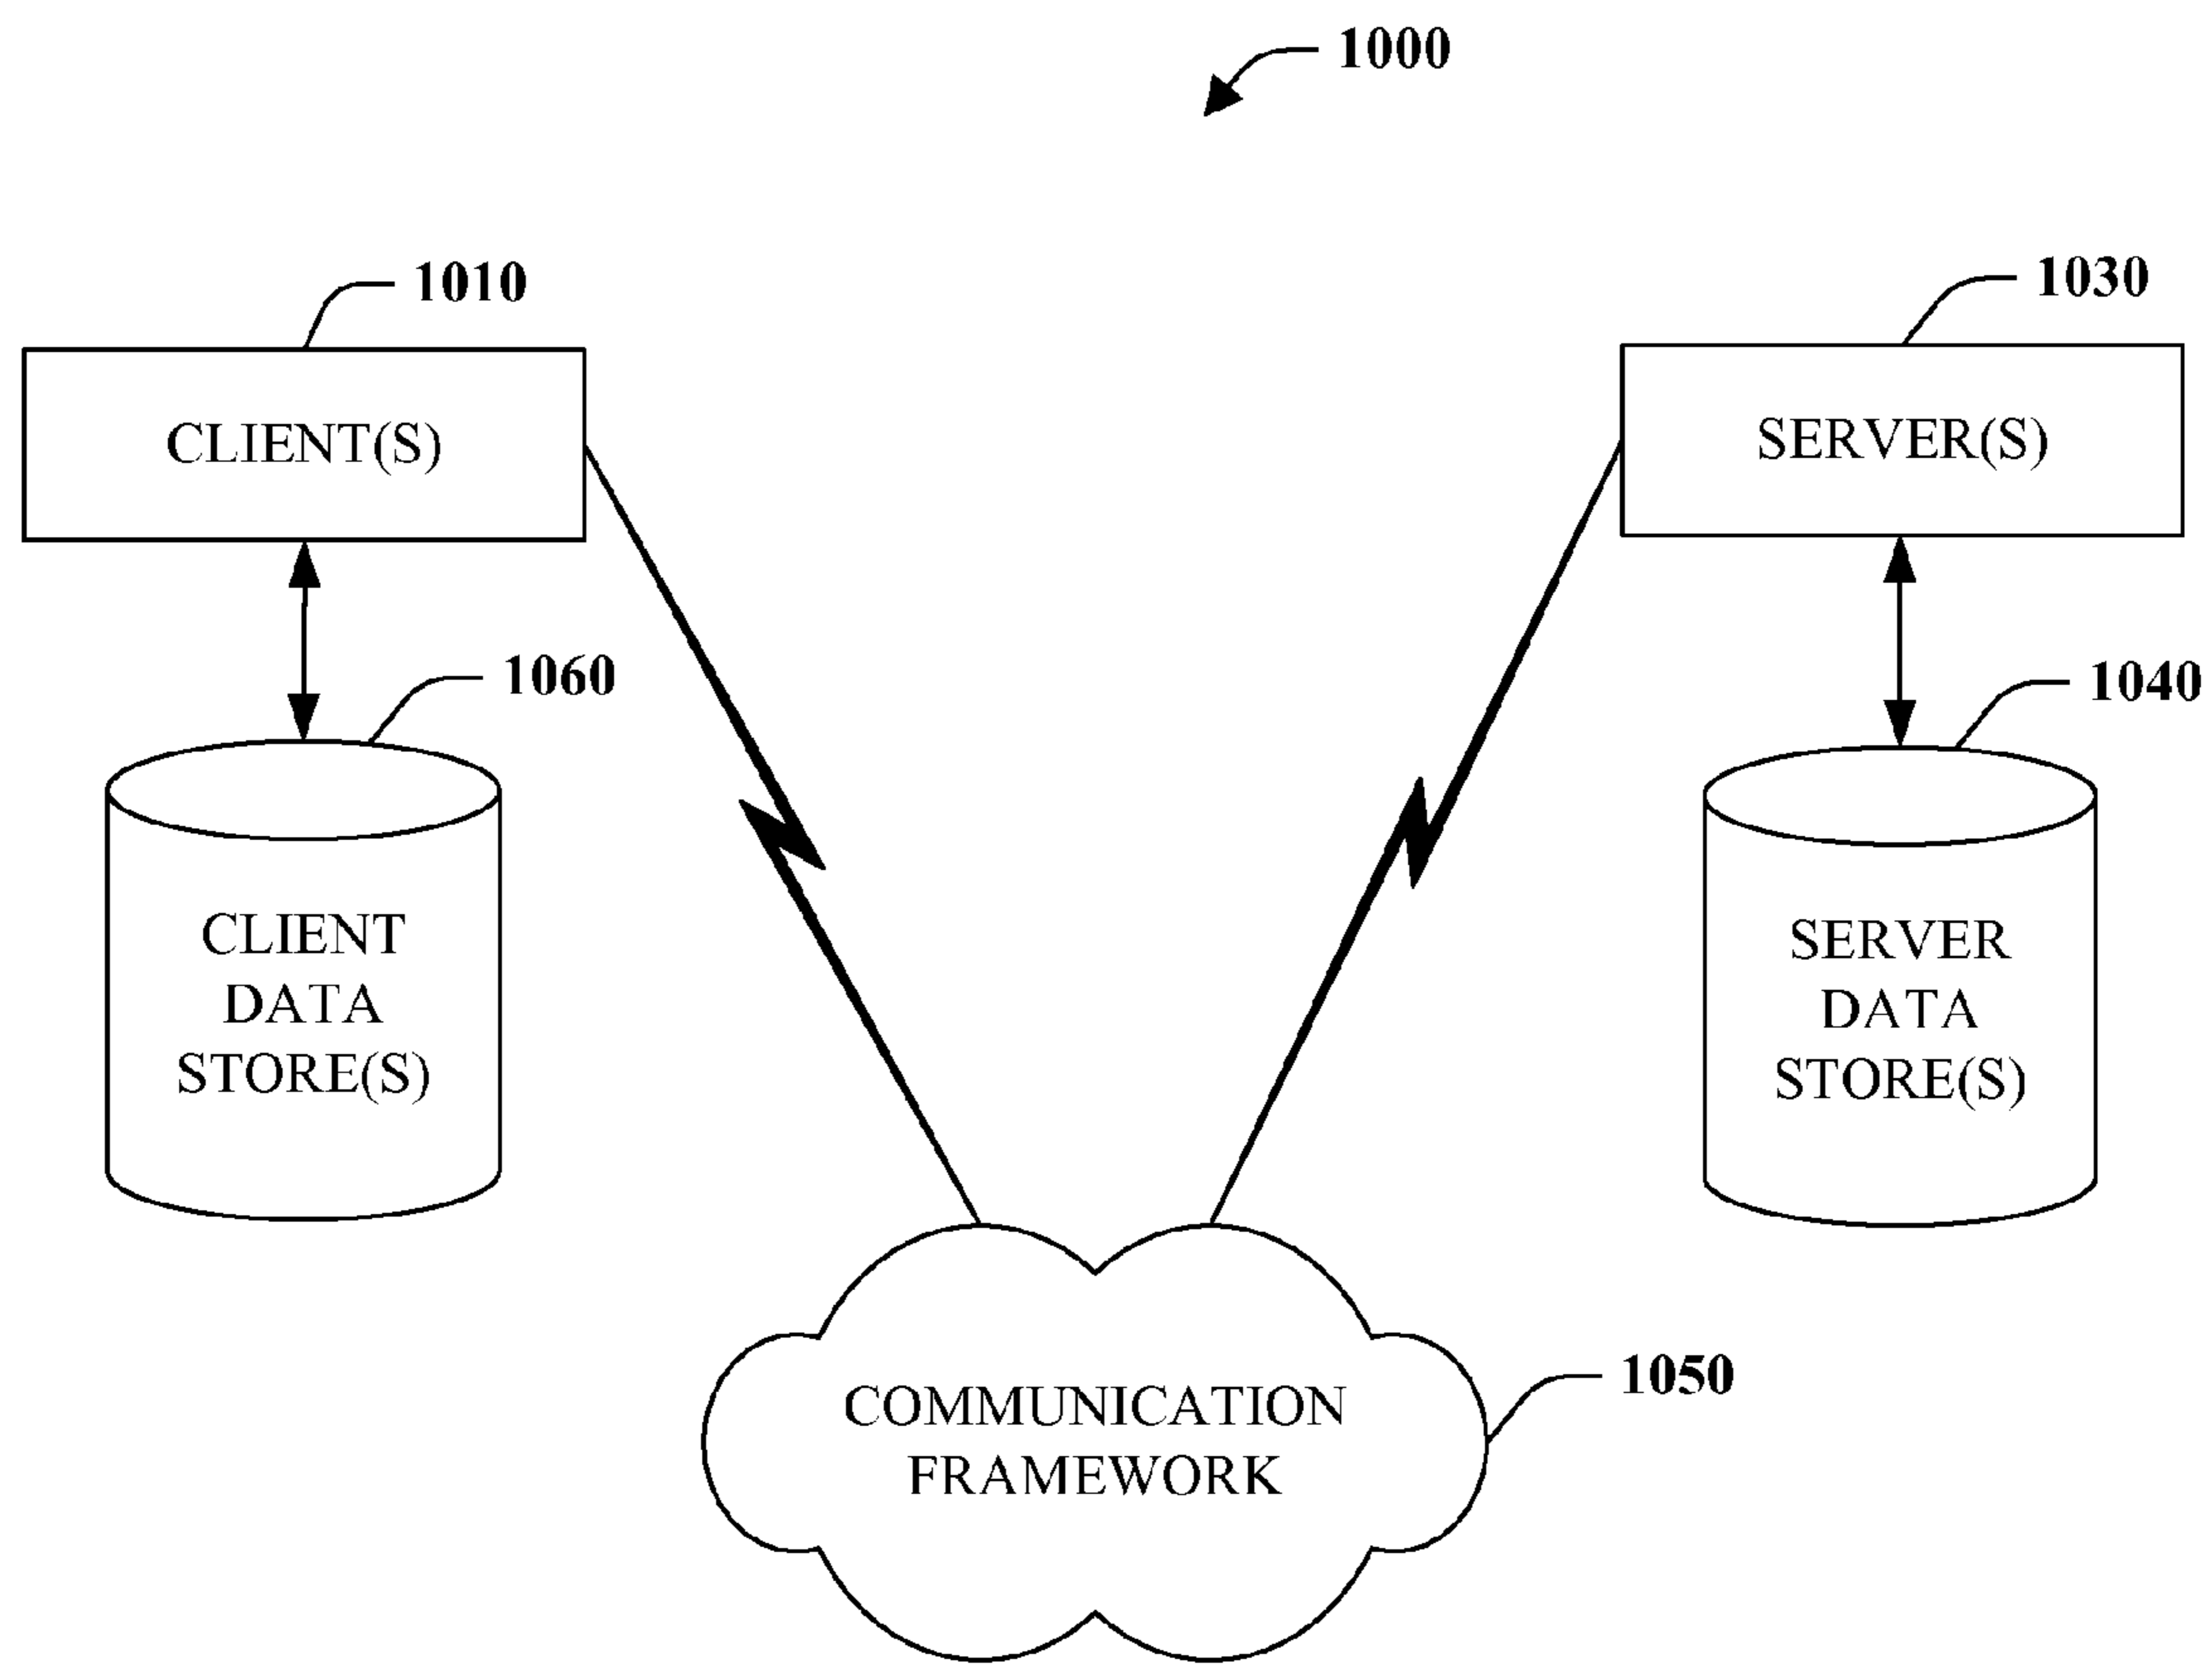 1000
1010
1030
CLIENT(S)
SERVER(S)
1060
1040
CLIENT
DATA
STORE(S)
SERVER
DATA
STORE(S)
1050
COMMUNICATION
FRAMEWORK